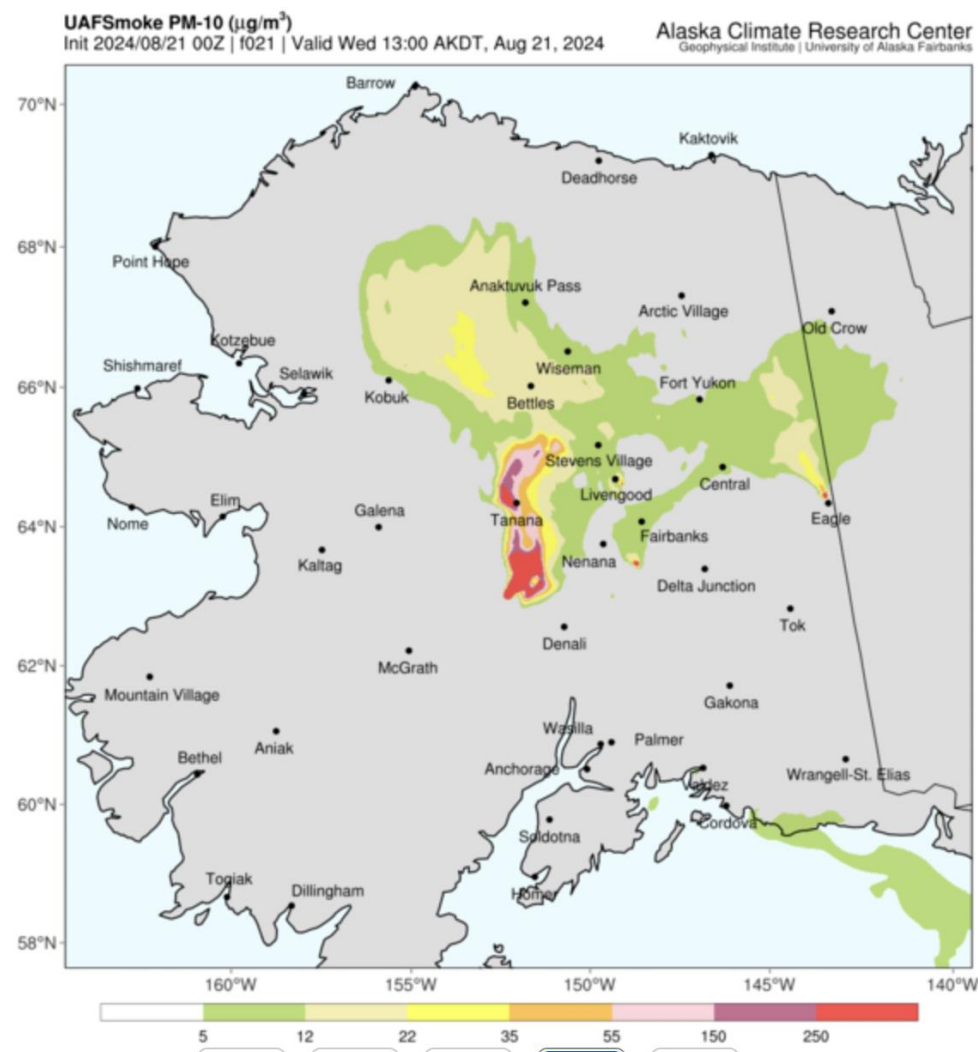 UAFSmoke PM-10 (μg/m³)
Init 2024/08/21 00Z | f021 | Valid Wed 13:00 AKDT, Aug 21, 2024
Alaska Climate Research Center
Geophysical Institute | University of Alaska Fairbanks
Barrow
70°N
Kaktovik
Deadhorse
68°N
Point Hope
Anaktuvuk Pass
Arctic Village
Old Crow
Kotzebue
Shishmaref
Selawik
Wiseman
66°N
Kobuk
Fort Yukon
Bettles
Stevens Village
Livengood
Central
Elim
Galena
Nome
64°N
Tanana
Eagle
Fairbanks
Kaltag
Nenana
Delta Junction
Tok
Denali
62°N
McGrath
Mountain Village
Gakona
Wasilla
Palmer
Aniak
Bethel
Anchorage
Wrangell-St. Elias
Valdez
60°N
Cordova
Soldotna
Togiak
Dillingham
Homer
58°N
160°W 155°W 150°W 145°W 140°W
5 12 22 35 55 150 250